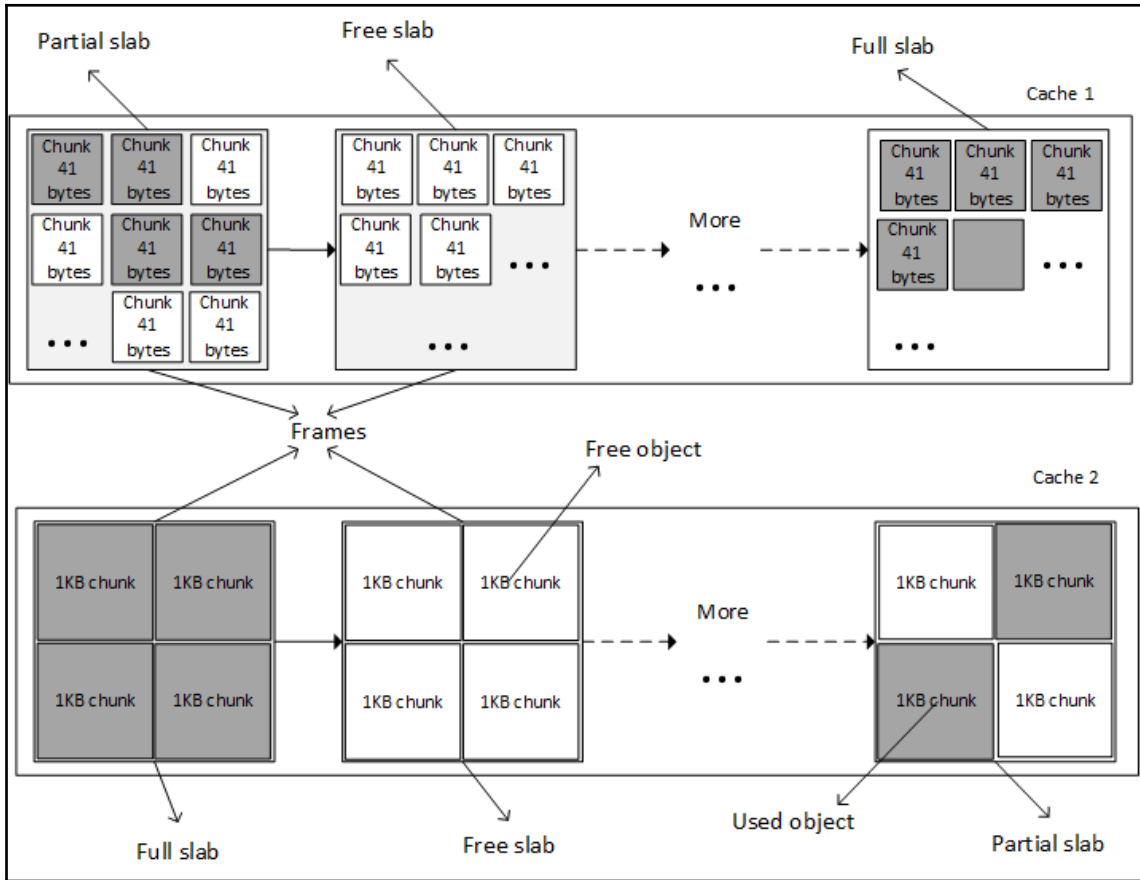 Partial slab
Free slab
Full slab
Cache 1
Chunk 41 bytes
Chunk 41 bytes
Chunk 41 bytes
Chunk 41 bytes
Chunk 41 bytes
Chunk 41 bytes
...
Chunk 41 bytes
Chunk 41 bytes
Chunk 41 bytes
Chunk 41 bytes
Chunk 41 bytes
Chunk 41 bytes
Chunk 41 bytes
...
...
More
...
Chunk 41 bytes
Chunk 41 bytes
Chunk 41 bytes
Chunk 41 bytes
...
...
Frames
Free object
Cache 2
1KB chunk
1KB chunk
1KB chunk
1KB chunk
1KB chunk
1KB chunk
1KB chunk
1KB chunk
More
...
1KB chunk
1KB chunk
1KB chunk
1KB chunk
Full slab
Free slab
Used object
Partial slab